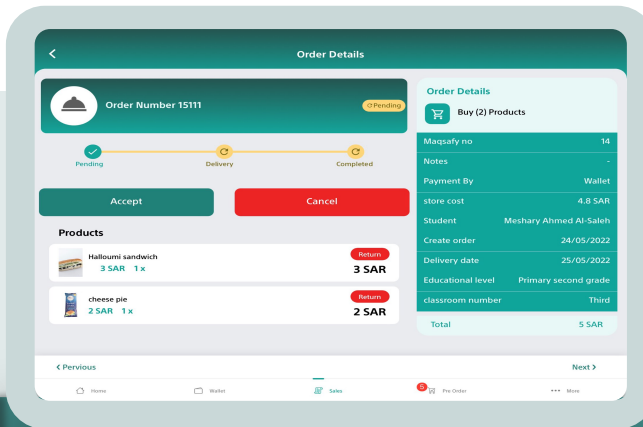 Order Details
Order Number 15111
Pending
Pending
Delivery
Completed
Accept
Cancel
Products
Halloumi sandwich
3 SAR 1 x
Return
3 SAR
cheese pie
2 SAR 1 x
Return
2 SAR
Order Details
Buy (2) Products
Maqsafy no 14
Notes -
Payment By Wallet
store cost 4.8 SAR
Student Meshary Ahmed Al-Saleh
Create order 24/05/2022
Delivery date 25/05/2022
Educational level Primary second grade
classroom number Third
Total 5 SAR
< Pervious
Next >
Home
Wallet
Sales
5
Pre Order
More